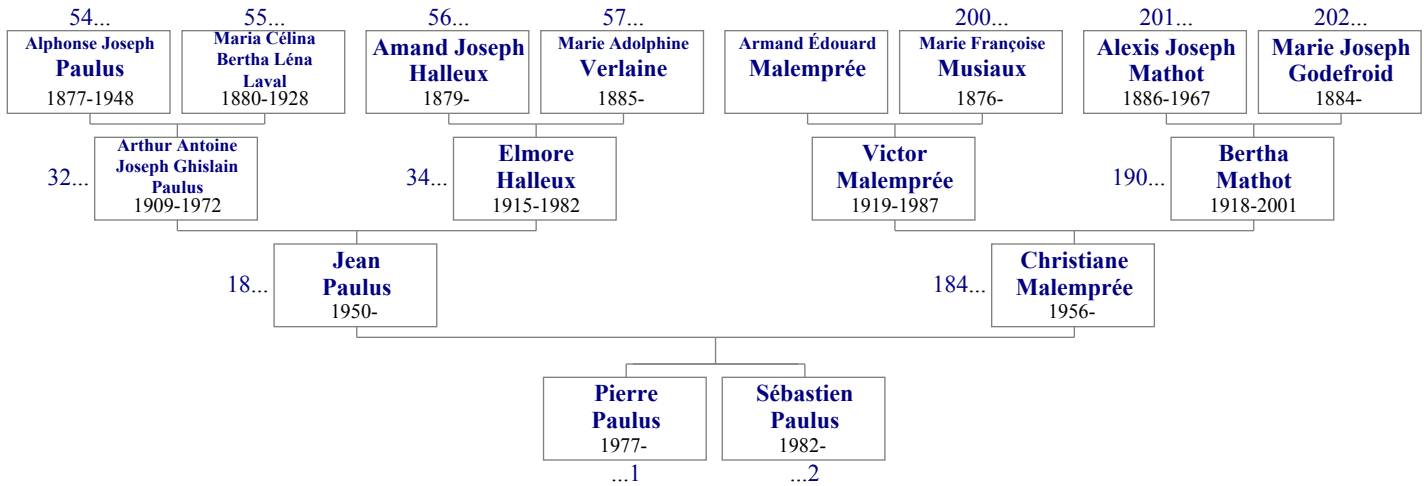 54...
55...
56...
57...
200...
201...
202...
Alphonse Joseph
Paulus
1877-1948
Maria Célina
Bertha Léna
Laval
1880-1928
Amand Joseph
Halleux
1879-
Marie Adolphine
Verlaine
1885-
Armand Édouard
Malemprée
Marie Françoise
Musiaux
1876-
Alexis Joseph
Mathot
1886-1967
Marie Joseph
Godefroid
1884-
32...
Arthur Antoine
Joseph Ghislain
Paulus
1909-1972
34...
Elmore
Halleux
1915-1982
Victor
Malemprée
1919-1987
190...
Bertha
Mathot
1918-2001
18...
Jean
Paulus
1950-
184...
Christiane
Malemprée
1956-
Pierre
Paulus
1977-
...1
Sébastien
Paulus
1982-
...2